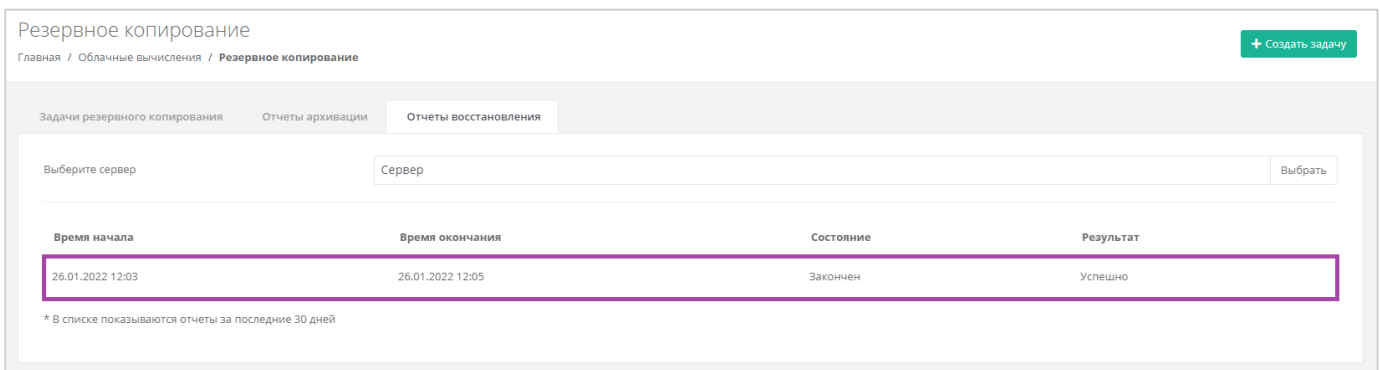 Резервное копирование
+ Создать задачу
Главная / Облачные вычисления / Резервное копирование
Задачи резервного копирования Отчеты архивации Отчеты восстановления
Выберите сервер Сервер Выбрать
Время начала Время окончания Состояние Результат
26.01.2022 12:03 26.01.2022 12:05 Закончен Успешно
* В списке показываются отчеты за последние 30 дней